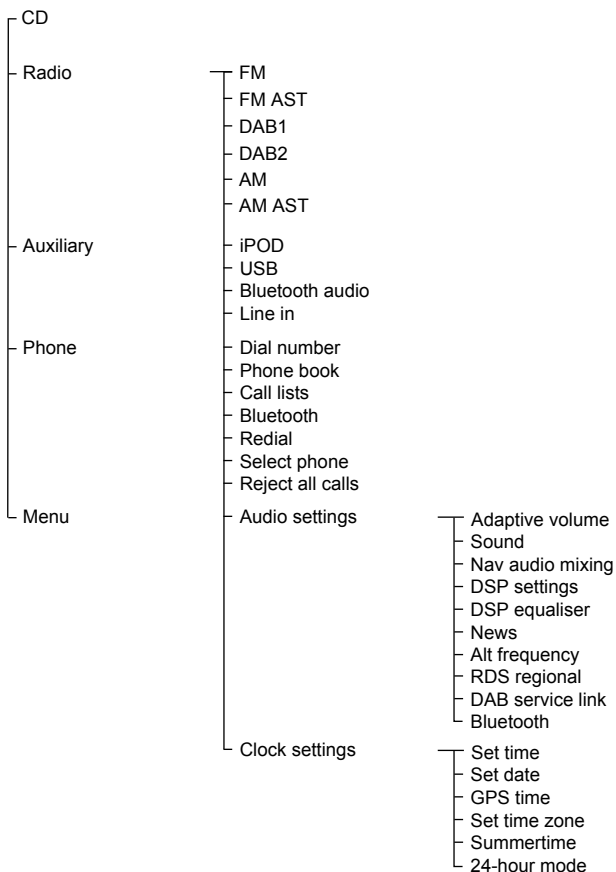 CD
Radio
FM
FM AST
DAB1
DAB2
AM
AM AST
Auxiliary
iPOD
USB
Bluetooth audio
Line in
Phone
Dial number
Phone book
Call lists
Bluetooth
Redial
Select phone
Reject all calls
Menu
Audio settings
Adaptive volume
Sound
Nav audio mixing
DSP settings
DSP equaliser
News
Alt frequency
RDS regional
DAB service link
Bluetooth
Clock settings
Set time
Set date
GPS time
Set time zone
Summertime
24-hour mode